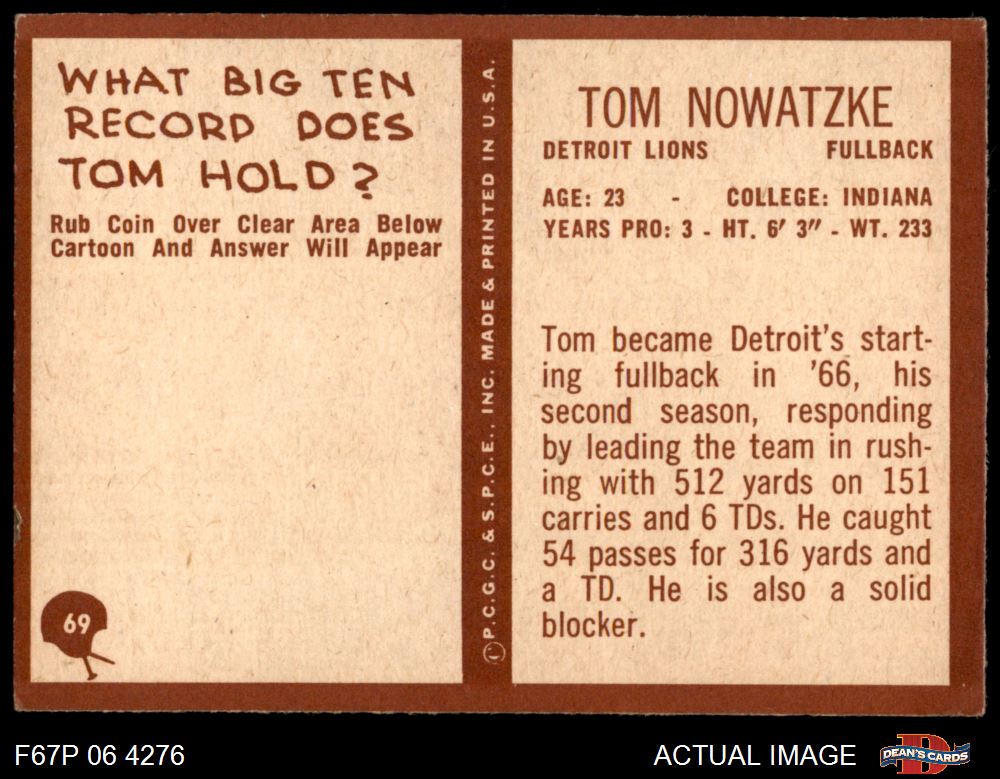 WHAT BIG TEN
RECORD DOES
TOM HOLD?
Rub Coin Over Clear Area Below
Cartoon And Answer Will Appear
69
© P.C.G.C. & S.P.C.E., INC. MADE & PRINTED IN U.S.A.
TOM NOWATZKE
DETROIT LIONS FULLBACK
AGE: 23 - COLLEGE: INDIANA
YEARS PRO: 3 - HT. 6′ 3″ - WT. 233
Tom became Detroit's start-
ing fullback in '66, his
second season, responding
by leading the team in rush-
ing with 512 yards on 151
carries and 6 TDs. He caught
54 passes for 316 yards and
a TD. He is also a solid
blocker.
F67P 06 4276
ACTUAL IMAGE
DEAN'S CARDS